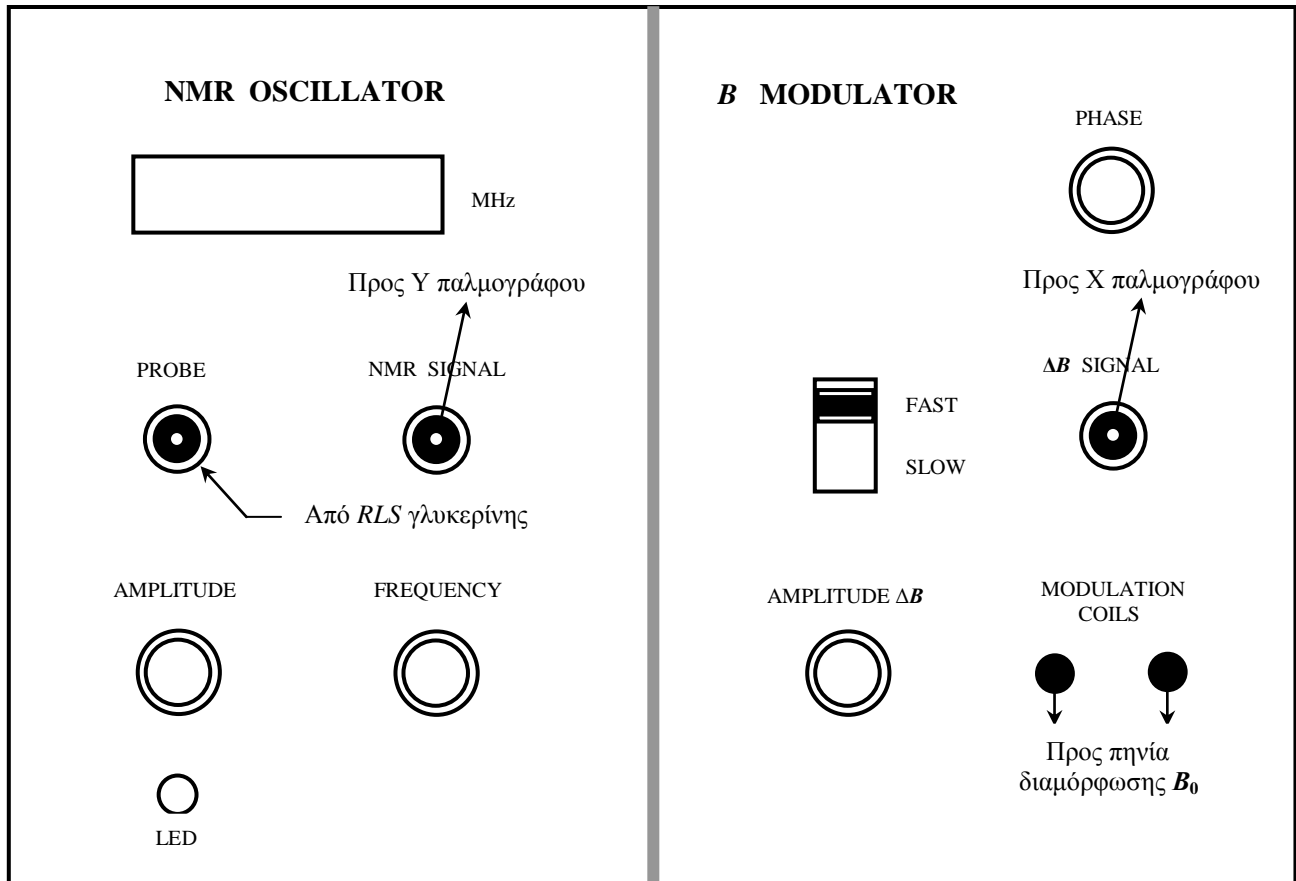 NMR OSCILLATOR
MHz
Προς Υ παλμογράφου
PROBE
NMR SIGNAL
Από RLS γλυκερίνης
AMPLITUDE
FREQUENCY
LED
B MODULATOR
PHASE
Προς Χ παλμογράφου
ΔB SIGNAL
FAST
SLOW
AMPLITUDE ΔB
MODULATION
COILS
Προς πηνία
διαμόρφωσης B₀